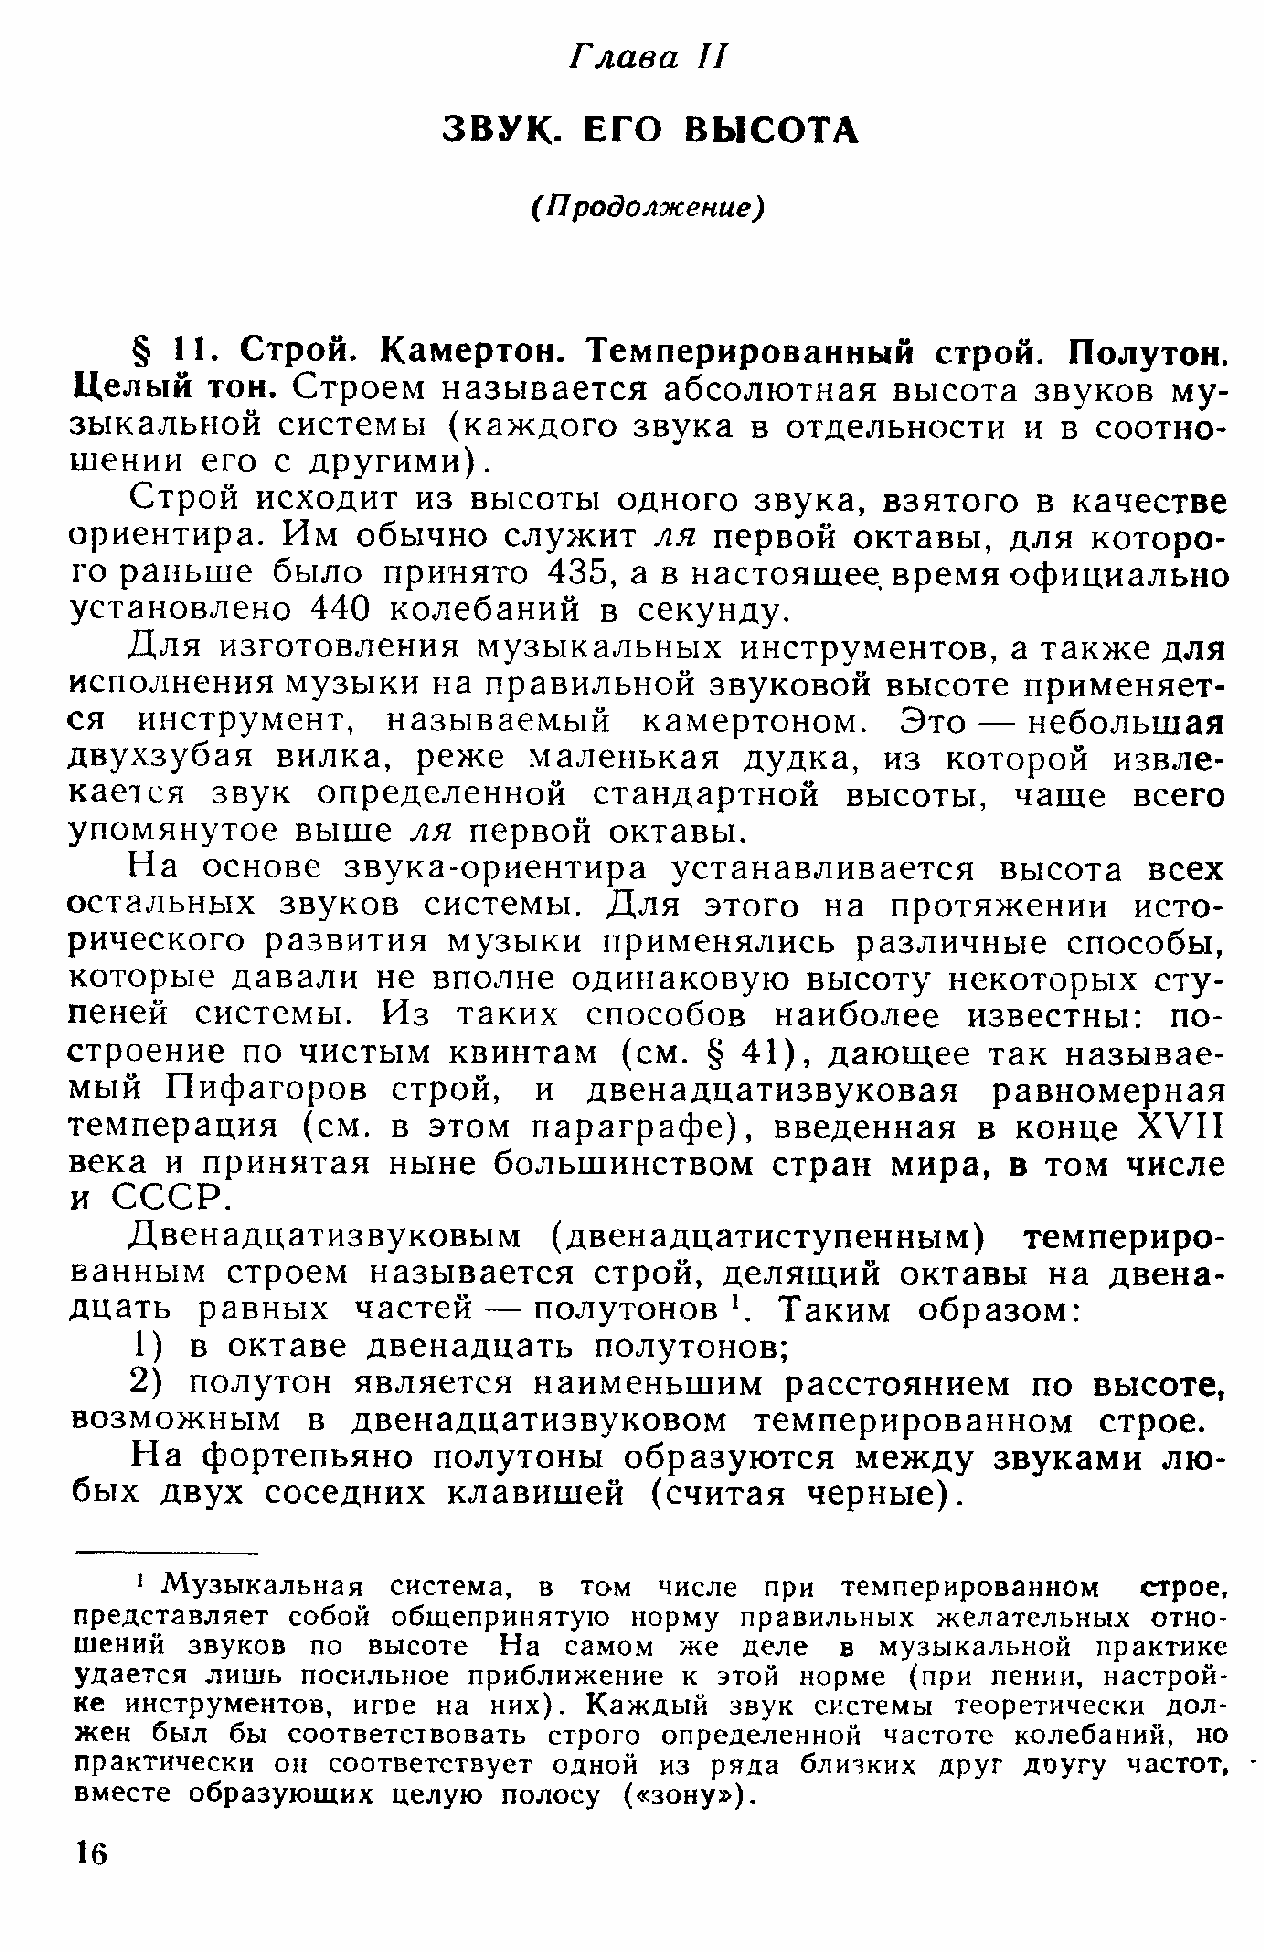 Глава II
ЗВУК. ЕГО ВЫСОТА
(Продолжение)
§ 11. Строй. Камертон. Темперированный строй. Полутон.
Целый тон. Строем называется абсолютная высота звуков му-
зыкальной системы (каждого звука в отдельности и в соотно-
шении его с другими).
Строй исходит из высоты одного звука, взятого в качестве
ориентира. Им обычно служит ля первой октавы, для которо-
го раньше было принято 435, а в настоящее время официально
установлено 440 колебаний в секунду.
Для изготовления музыкальных инструментов, а также для
исполнения музыки на правильной звуковой высоте применяет-
ся инструмент, называемый камертоном. Это — небольшая
двухзубая вилка, реже маленькая дудка, из которой извле-
кается звук определенной стандартной высоты, чаще всего
упомянутое выше ля первой октавы.
На основе звука-ориентира устанавливается высота всех
остальных звуков системы. Для этого на протяжении исто-
рического развития музыки применялись различные способы,
которые давали не вполне одинаковую высоту некоторых сту-
пеней системы. Из таких способов наиболее известны: по-
строение по чистым квинтам (см. § 41), дающее так называе-
мый Пифагоров строй, и двенадцатизвуковая равномерная
темперация (см. в этом параграфе), введенная в конце XVII
века и принятая ныне большинством стран мира, в том числе
и СССР.
Двенадцатизвуковым (двенадцатиступенным) темпериро-
ванным строем называется строй, делящий октавы на двена-
дцать равных частей — полутонов ¹. Таким образом:
1) в октаве двенадцать полутонов;
2) полутон является наименьшим расстоянием по высоте,
возможным в двенадцатизвуковом темперированном строе.
На фортепьяно полутоны образуются между звуками лю-
бых двух соседних клавишей (считая черные).
¹ Музыкальная система, в том числе при темперированном строе,
представляет собой общепринятую норму правильных желательных отно-
шений звуков по высоте На самом же деле в музыкальной практике
удается лишь посильное приближение к этой норме (при пении, настрой-
ке инструментов, игре на них). Каждый звук системы теоретически дол-
жен был бы соответствовать строго определенной частоте колебаний, но
практически он соответствует одной из ряда близких друг другу частот,
вместе образующих целую полосу («зону»).
16